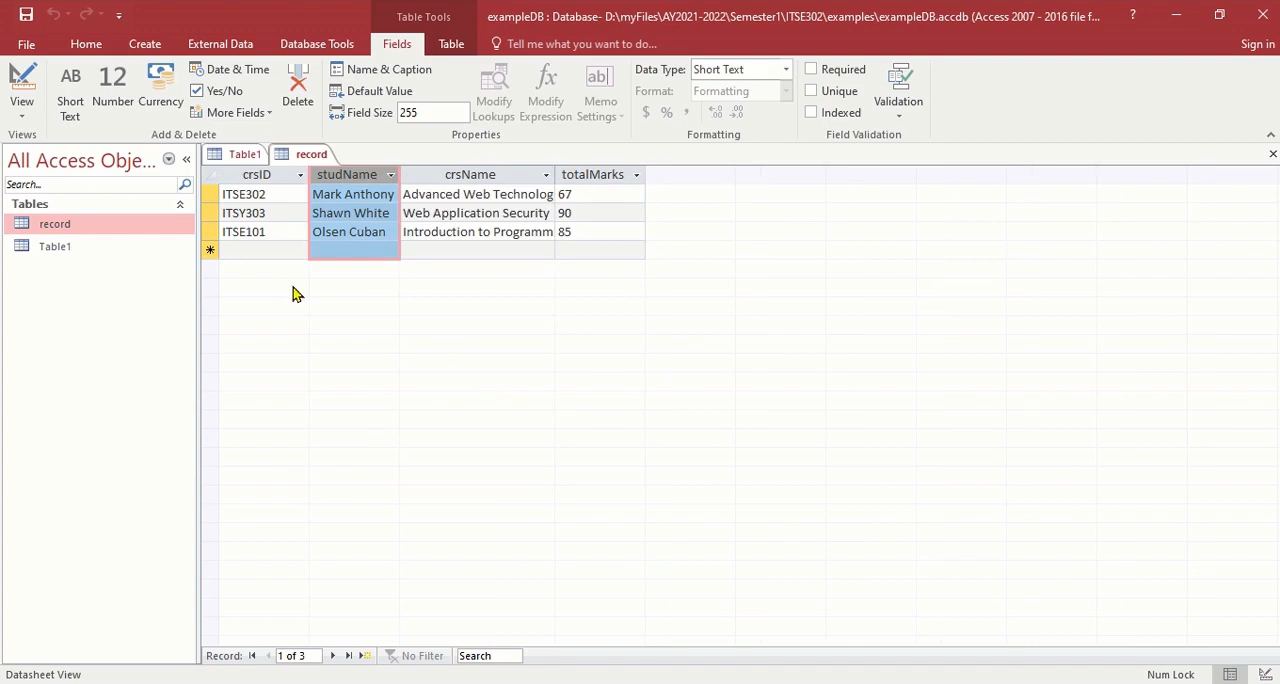 Table Tools
exampleDB : Database- D:\myFiles\AY2021-2022\Semester1\ITSE302\examples\exampleDB.accdb (Access 2007 - 2016 file f...
?
File Home Create External Data Database Tools Fields Table Tell me what you want to do... Sign in
View
Views
AB
Short
Text
12
Number
Currency
Date & Time
Yes/No
More Fields
Delete
Add & Delete
Name & Caption
Default Value
Field Size 255
Modify
Lookups
fx
Modify
Expression
ab
Memo
Settings
Properties
Data Type: Short Text
Format: Formatting
$ % , .00 .00
Formatting
Required
Unique
Indexed
Validation
Field Validation
All Access Obje...
Search...
Tables
record
Table1
Table1 record
crsID studName crsName totalMarks
ITSE302 Mark Anthony Advanced Web Technolog 67
ITSY303 Shawn White Web Application Security 90
ITSE101 Olsen Cuban Introduction to Programm 85
Record: 1 of 3 No Filter Search
Datasheet View Num Lock